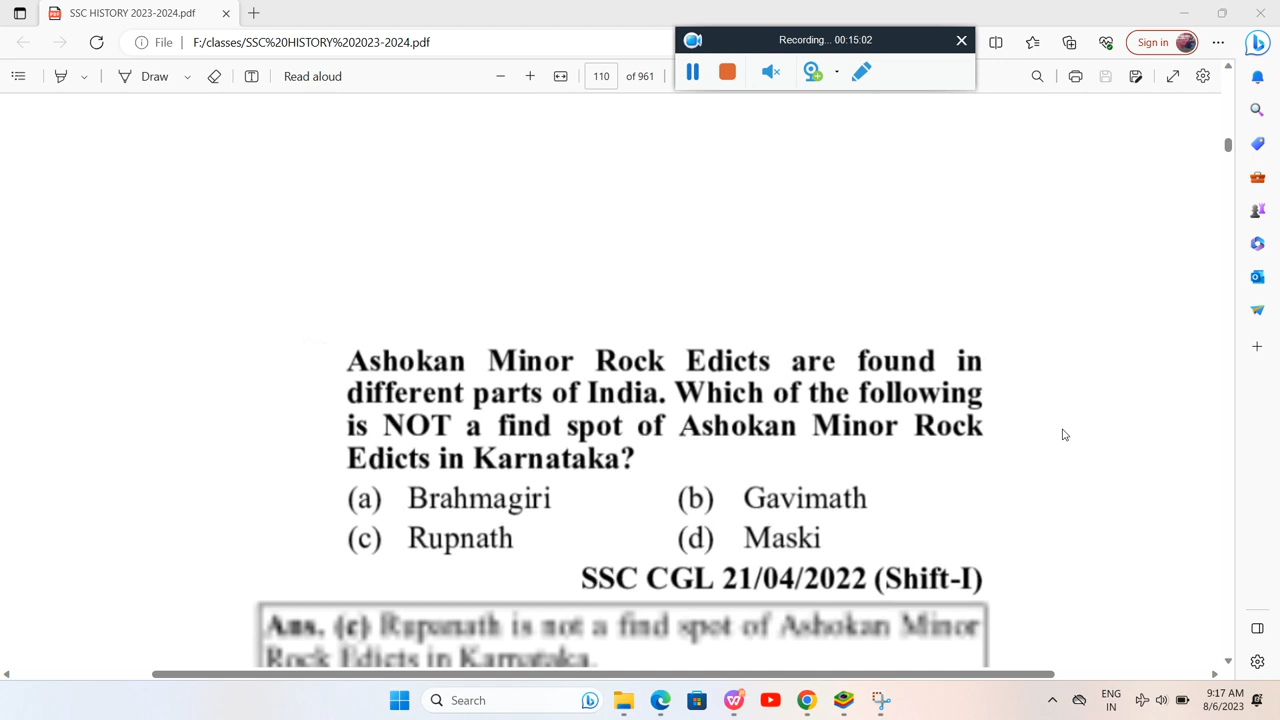 SSC HISTORY 2023-2024.pdf
File F:/classes/SSC%20HISTORY%202023-2024.pdf
Recording... 00:15:02
Sign in
Draw
Read aloud
110 of 961
Ashokan Minor Rock Edicts are found in
different parts of India. Which of the following
is NOT a find spot of Ashokan Minor Rock
Edicts in Karnataka?
(a) Brahmagiri (b) Gavimath
(c) Rupnath (d) Maski
SSC CGL 21/04/2022 (Shift-I)
Ans. (c) Rupanath is not a find spot of Ashokan Minor
Rock Edicts in Karnataka.
Search
ENG
IN
9:17 AM
8/6/2023